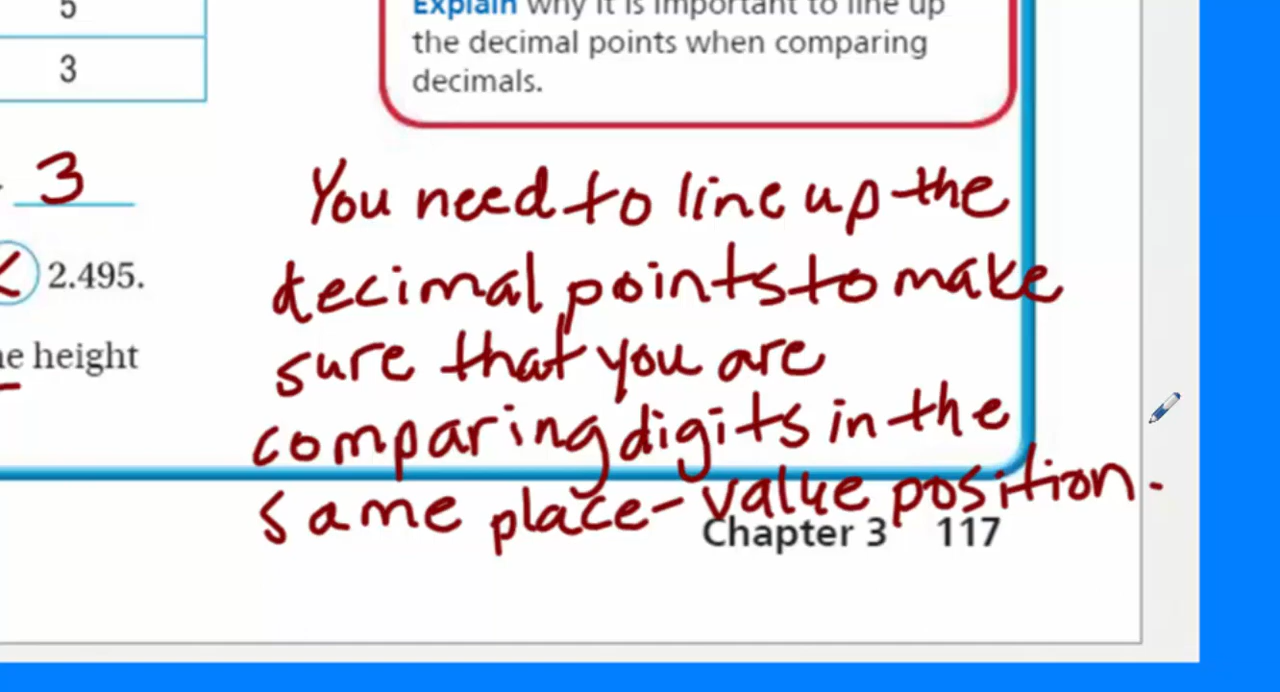 5
Explain why it is important to line up
the decimal points when comparing
decimals.
3
3
You need to line up the
decimal points to make
sure that you are
comparing digits in the
same place-value position.
< 2.495.
height
Chapter 3 117